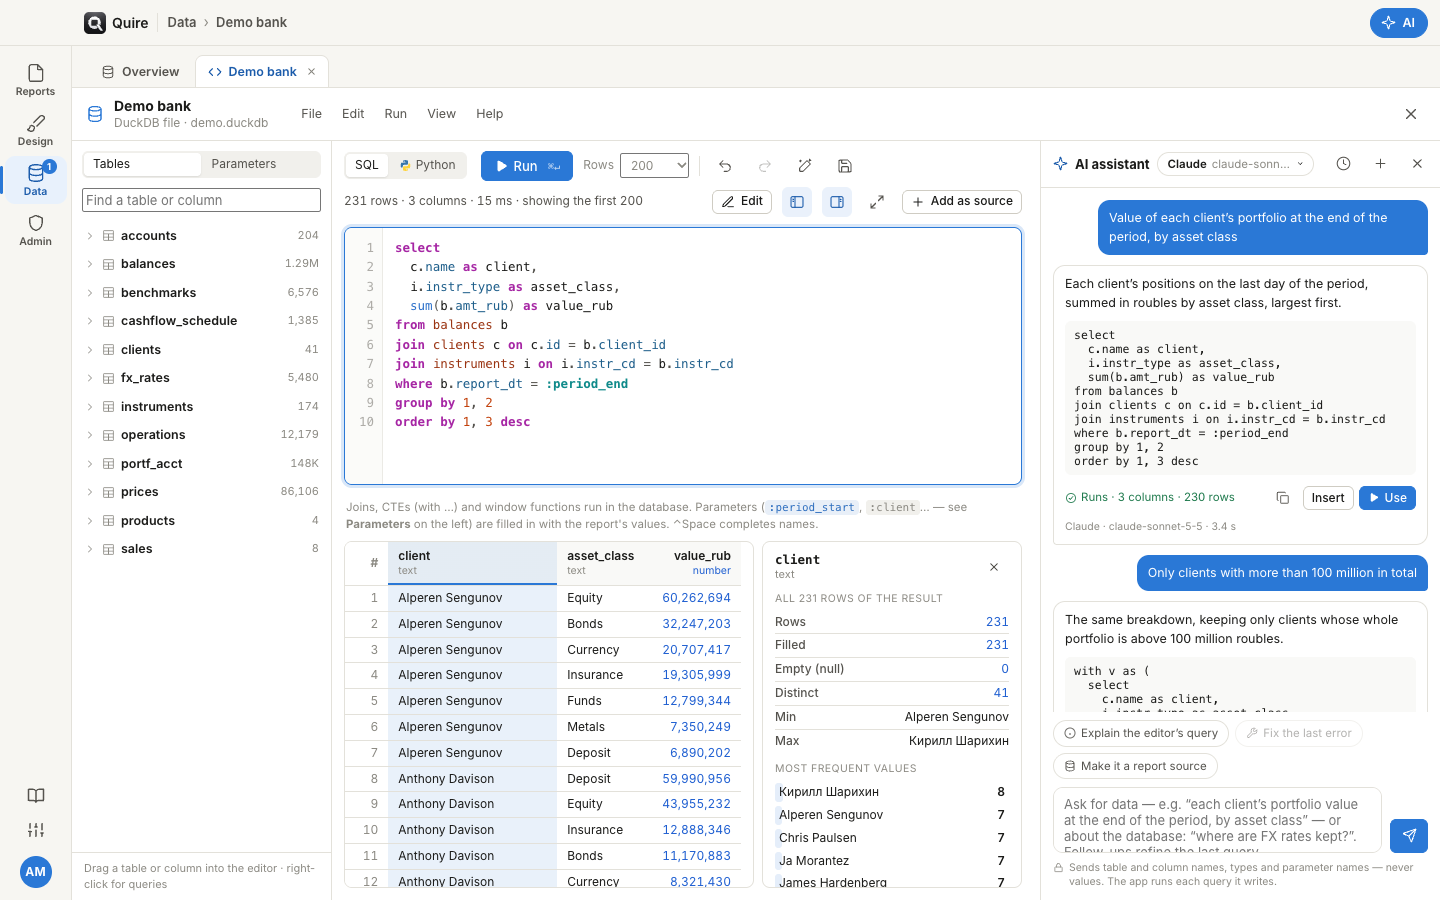 Quire
Data › Demo bank
AI
Reports
Design
Data
1
Admin
AM
Overview
Demo bank
Demo bank
DuckDB file · demo.duckdb
File Edit Run View Help
Tables Parameters
Find a table or column
accounts 204
balances 1.29M
benchmarks 6,576
cashflow_schedule 1,385
clients 41
fx_rates 5,480
instruments 174
operations 12,179
portf_acct 148K
prices 86,106
products 4
sales 8
Drag a table or column into the editor · right-
click for queries
SQL Python Run Rows 200
231 rows · 3 columns · 15 ms · showing the first 200
Edit
Add as source
1 select
2 c.name as client,
3 i.instr_type as asset_class,
4 sum(b.amt_rub) as value_rub
5 from balances b
6 join clients c on c.id = b.client_id
7 join instruments i on i.instr_cd = b.instr_cd
8 where b.report_dt = :period_end
9 group by 1, 2
10 order by 1, 3 desc
Joins, CTEs (with …) and window functions run in the database. Parameters (:period_start, :client… — see
Parameters on the left) are filled in with the report's values. ^Space completes names.
# client asset_class value_rub
text text number
1 Alperen Sengunov Equity 60,262,694
2 Alperen Sengunov Bonds 32,247,203
3 Alperen Sengunov Currency 20,707,417
4 Alperen Sengunov Insurance 19,305,999
5 Alperen Sengunov Funds 12,799,344
6 Alperen Sengunov Metals 7,350,249
7 Alperen Sengunov Deposit 6,890,202
8 Anthony Davison Deposit 59,990,956
9 Anthony Davison Equity 43,955,232
10 Anthony Davison Insurance 12,888,346
11 Anthony Davison Bonds 11,170,883
12 Anthony Davison Currency 8,321,430
client
text
ALL 231 ROWS OF THE RESULT
Rows 231
Filled 231
Empty (null) 0
Distinct 41
Min Alperen Sengunov
Max Кирилл Шарихин
MOST FREQUENT VALUES
Кирилл Шарихин 8
Alperen Sengunov 7
Chris Paulsen 7
Ja Morantez 7
James Hardenberg 7
AI assistant
Claude claude-sonn…
Value of each client’s portfolio at the end of the
period, by asset class
Each client’s positions on the last day of the period,
summed in roubles by asset class, largest first.
select
c.name as client,
i.instr_type as asset_class,
sum(b.amt_rub) as value_rub
from balances b
join clients c on c.id = b.client_id
join instruments i on i.instr_cd = b.instr_cd
where b.report_dt = :period_end
group by 1, 2
order by 1, 3 desc
Runs · 3 columns · 230 rows
Insert
Use
Claude · claude-sonnet-5-5 · 3.4 s
Only clients with more than 100 million in total
The same breakdown, keeping only clients whose whole
portfolio is above 100 million roubles.
with v as (
select
c.name as client,
i.instr_type as asset_class,
Explain the editor’s query
Fix the last error
Make it a report source
Ask for data — e.g. “each client’s portfolio value
at the end of the period, by asset class” — or
about the database: “where are FX rates kept?”.
Follow-ups refine the last query.
Sends table and column names, types and parameter names — never
values. The app runs each query it writes.